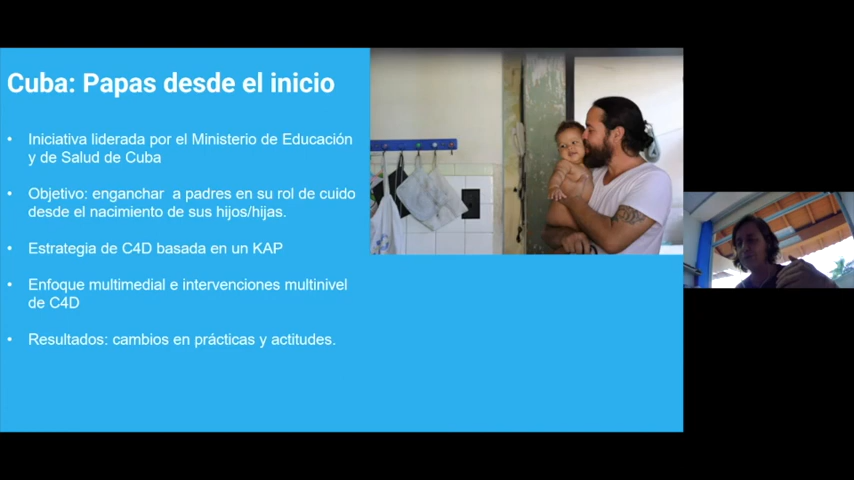 Cuba: Papas desde el inicio
• Iniciativa liderada por el Ministerio de Educación
y de Salud de Cuba
• Objetivo: enganchar a padres en su rol de cuido
desde el nacimiento de sus hijos/hijas.
• Estrategia de C4D basada en un KAP
• Enfoque multimedial e intervenciones multinivel
de C4D
• Resultados: cambios en prácticas y actitudes.